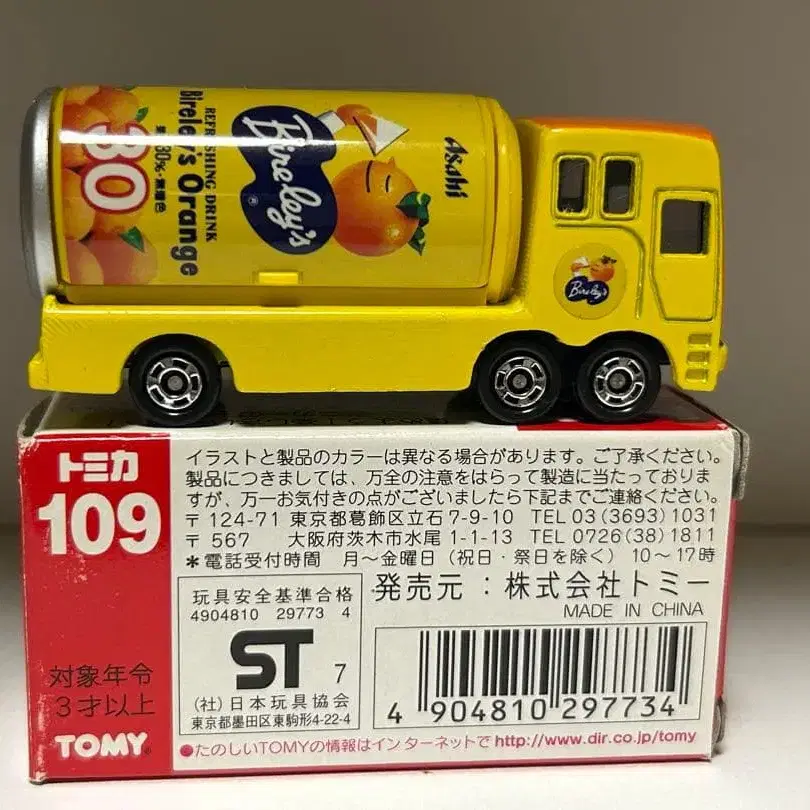 Asahi
Bireley's®
REFRESHING DRINK
Bireley's Orange
30%・無着色
30
Bireley's
トミカ
109
イラストと製品のカラーは異なる場合があります。ご了承ください。
製品につきましては、万全の注意をはらって製造に当たっておりま
すが、万一お気付きの点がございましたら下記までご連絡ください。
〒124-71 東京都葛飾区立石7-9-10 TEL 03(3693)1031
〒567 大阪府茨木市水尾1-1-13 TEL 0726(38)1811
＊電話受付時間 月〜金曜日(祝日・祭日を除く) 10〜17時
玩具安全基準合格
4904810 29773 4
ST 7
(社)日本玩具協会
東京都墨田区東駒形4-22-4
発売元：株式会社トミー
MADE IN CHINA
4 904810 297734
対象年令
3才以上
TOMY®
●たのしいTOMYの情報はインターネットで http://www.dir.co.jp/tomy